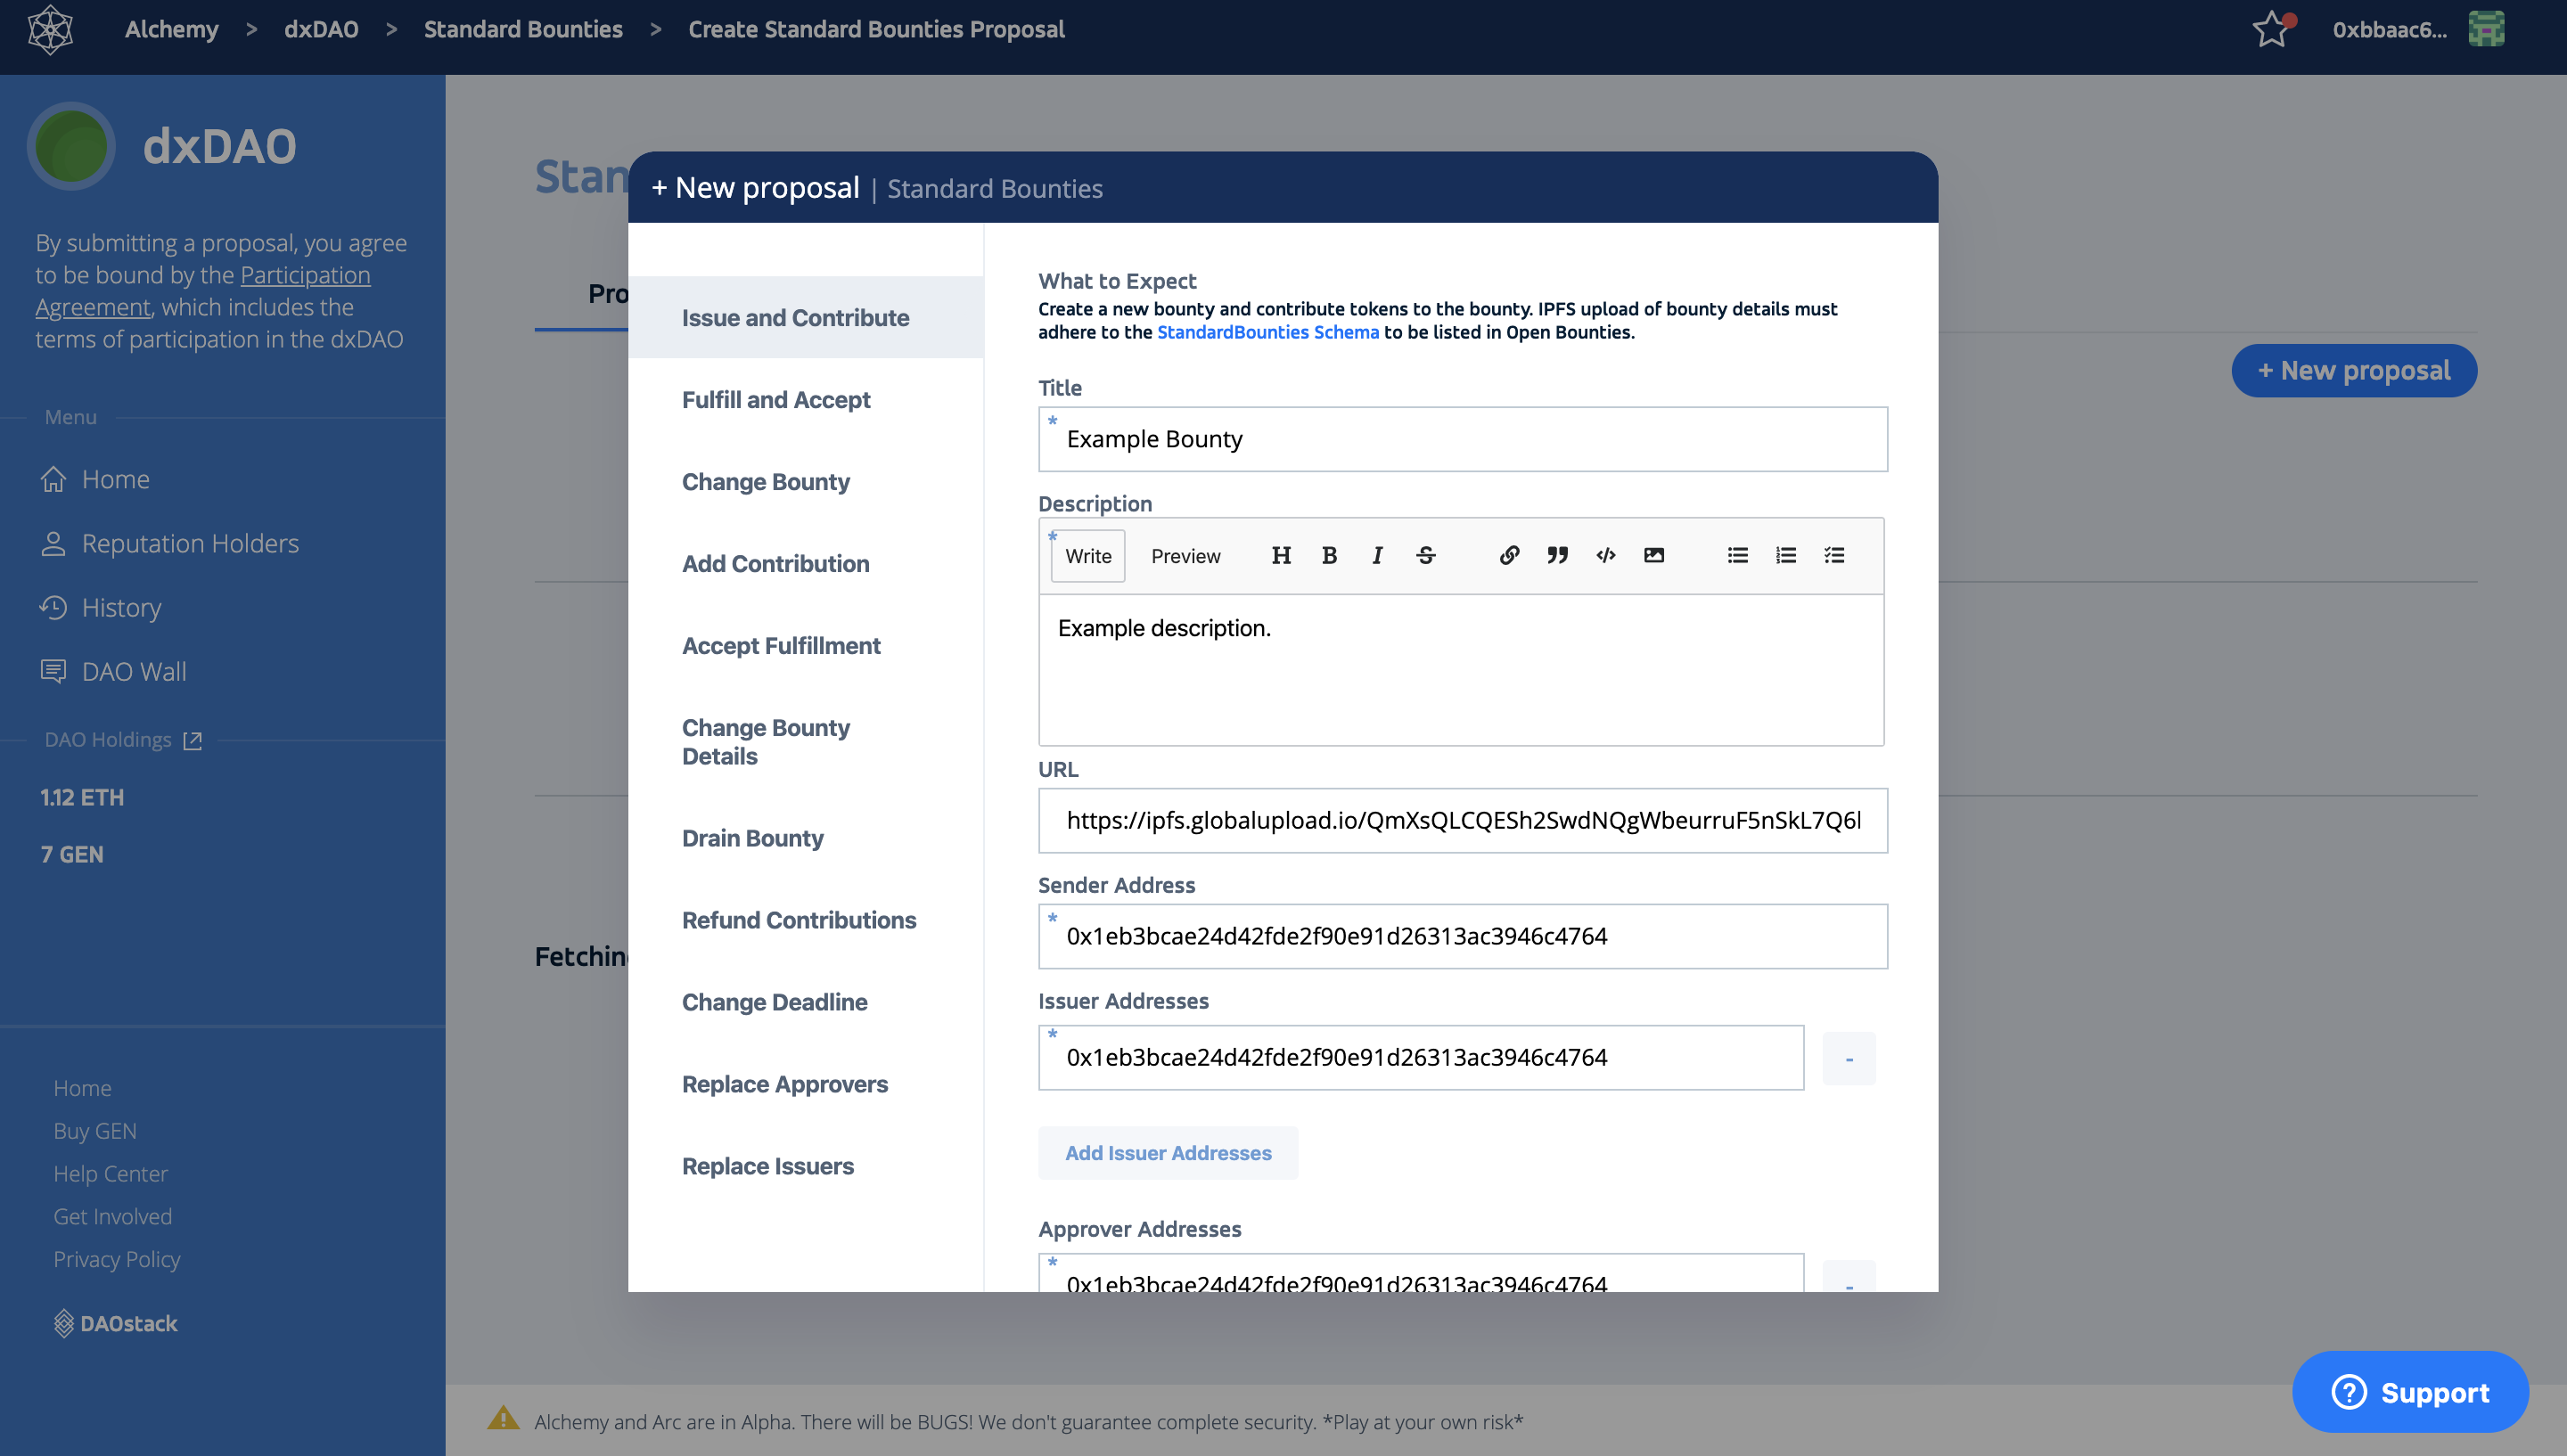 Alchemy > dxDAO > Standard Bounties > Create Standard Bounties Proposal
0xbbaac6...
dxDAO
By submitting a proposal, you agree
to be bound by the Participation
Agreement, which includes the
terms of participation in the dxDAO
Menu
Home
Reputation Holders
History
DAO Wall
DAO Holdings
1.12 ETH
7 GEN
Home
Buy GEN
Help Center
Get Involved
Privacy Policy
DAOstack
Stan
Pro
+ New proposal
Fetchin
+ New proposal | Standard Bounties
Issue and Contribute
Fulfill and Accept
Change Bounty
Add Contribution
Accept Fulfillment
Change Bounty
Details
Drain Bounty
Refund Contributions
Change Deadline
Replace Approvers
Replace Issuers
What to Expect
Create a new bounty and contribute tokens to the bounty. IPFS upload of bounty details must
adhere to the StandardBounties Schema to be listed in Open Bounties.
Title
* Example Bounty
Description
* Write Preview H B I S
Example description.
URL
https://ipfs.globalupload.io/QmXsQLCQESh2SwdNQgWbeurruF5nSkL7Q6l
Sender Address
* 0x1eb3bcae24d42fde2f90e91d26313ac3946c4764
Issuer Addresses
* 0x1eb3bcae24d42fde2f90e91d26313ac3946c4764 -
Add Issuer Addresses
Approver Addresses
* 0x1eb3bcae24d42fde2f90e91d26313ac3946c4764 -
Alchemy and Arc are in Alpha. There will be BUGS! We don't guarantee complete security. *Play at your own risk*
? Support